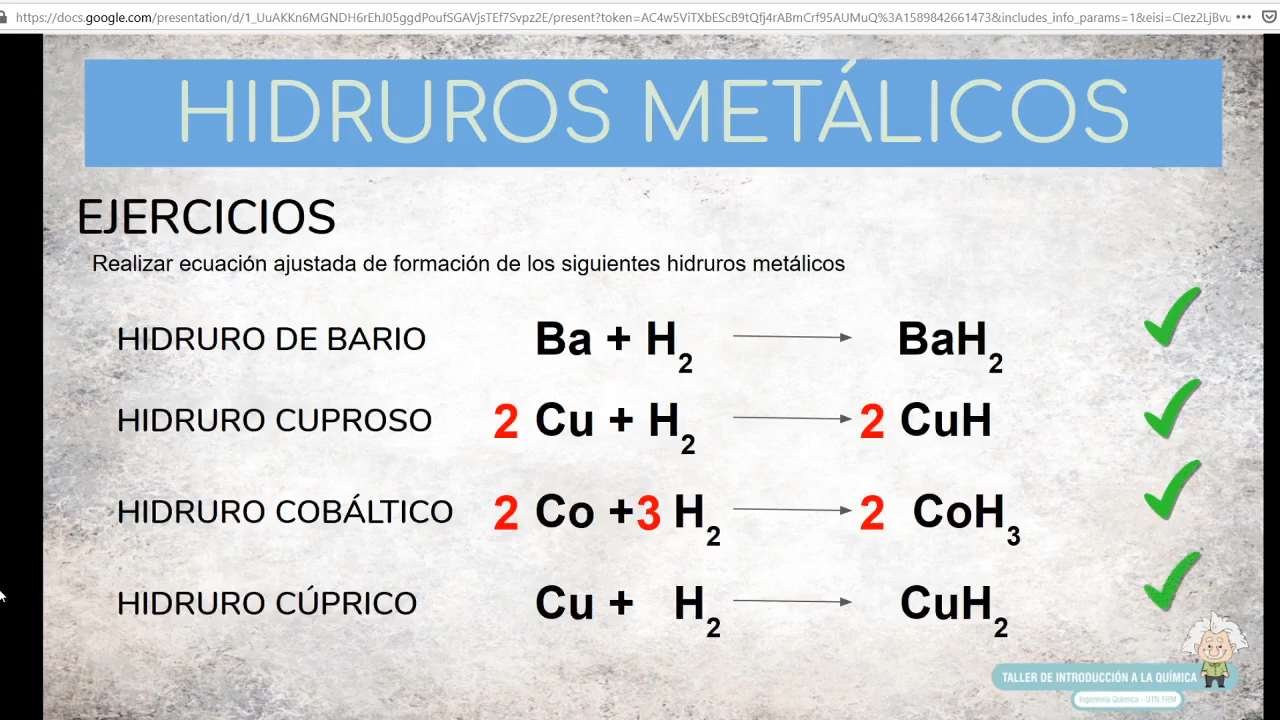 https://docs.google.com/presentation/d/1_UuAKKn6MGNDH6rEhJ05ggdPoufSGAVjsTEf7Svpz2E/present?token=AC4w5ViTXcEScB9tQfj4rABmCrf95AUMuQ%3A1589842661473&includes_info_params=1&eisi=CIez2LjBvu
HIDRUROS METÁLICOS
EJERCICIOS
Realizar ecuación ajustada de formación de los siguientes hidruros metálicos
HIDRURO DE BARIO Ba + H₂ → BaH₂
HIDRURO CUPROSO 2 Cu + H₂ → 2 CuH
HIDRURO COBÁLTICO 2 Co +3 H₂ → 2 CoH₃
HIDRURO CÚPRICO Cu + H₂ → CuH₂
TALLER DE INTRODUCCIÓN A LA QUÍMICA
Ingeniería Química - UTN FRM